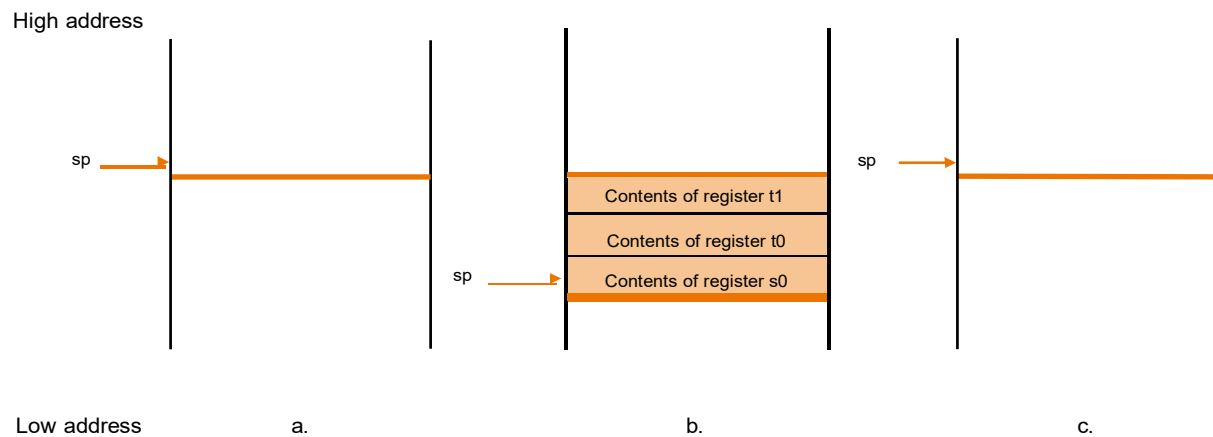 High address
sp
sp
Contents of register t1
Contents of register t0
sp
Contents of register s0
Low address
a.
b.
c.